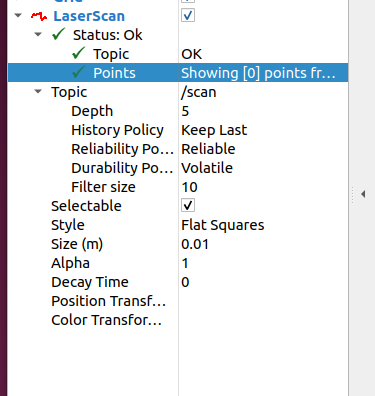 LaserScan
Status: Ok
Topic OK
Points Showing [0] points fr...
Topic /scan
Depth 5
History Policy Keep Last
Reliability Po... Reliable
Durability Po... Volatile
Filter size 10
Selectable
Style Flat Squares
Size (m) 0.01
Alpha 1
Decay Time 0
Position Transf...
Color Transfor...